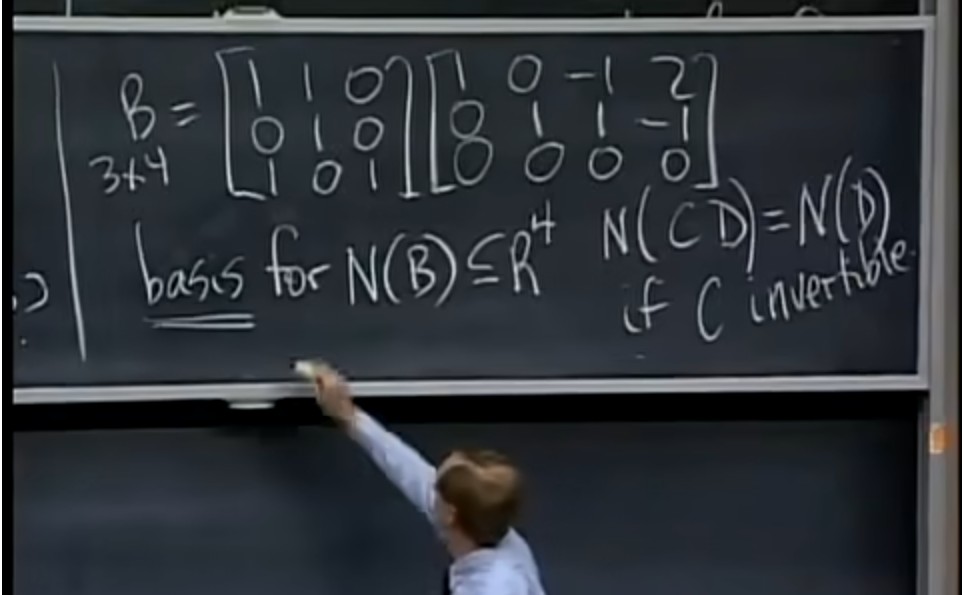 B = [1 1 0] [1 0 -1 2]
3x4 [0 1 0] [0 1 1 -1]
[1 0 1] [0 0 0 0]
basis for N(B) ⊆ R⁴
N(CD) = N(D)
if C invertible.